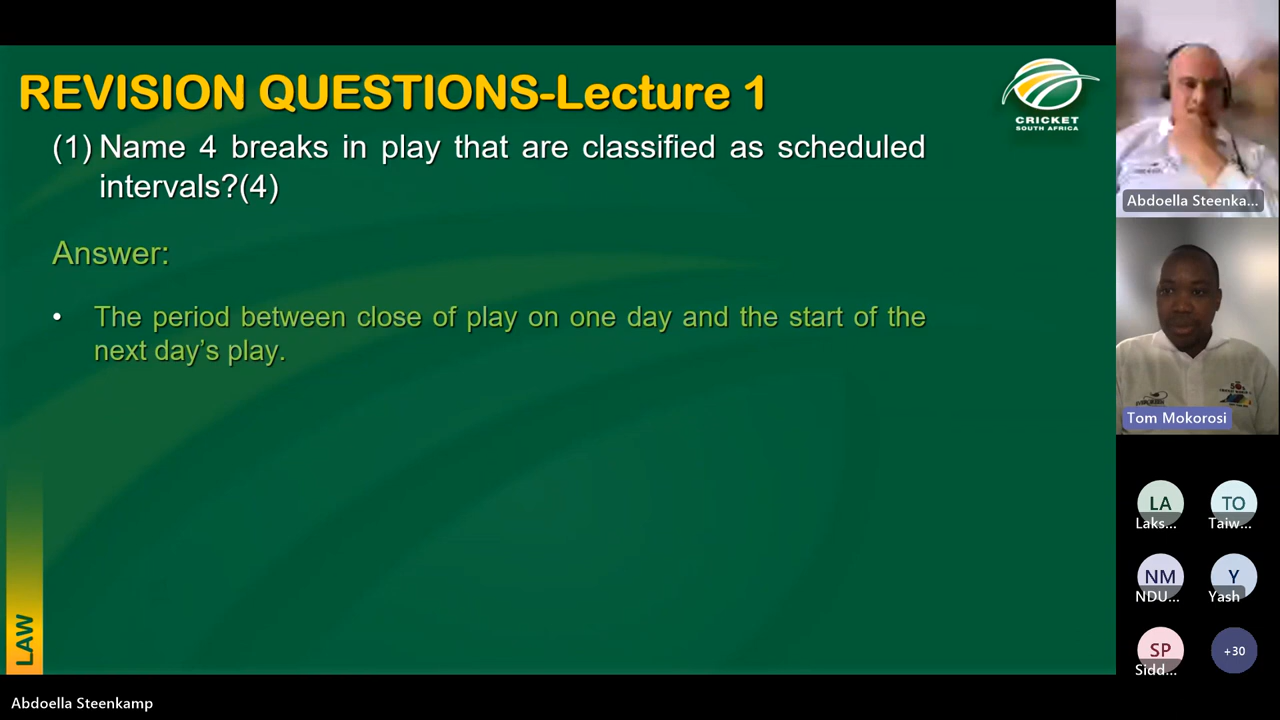 REVISION QUESTIONS-Lecture 1
CRICKET
SOUTH AFRICA
(1) Name 4 breaks in play that are classified as scheduled
intervals?(4)
Answer:
• The period between close of play on one day and the start of the
next day’s play.
LAW
Abdoella Steenkamp
Abdoella Steenka...
Tom Mokorosi
LA
Laks...
TO
Taiw...
NM
NDU...
Y
Yash
SP
Sidd...
+30